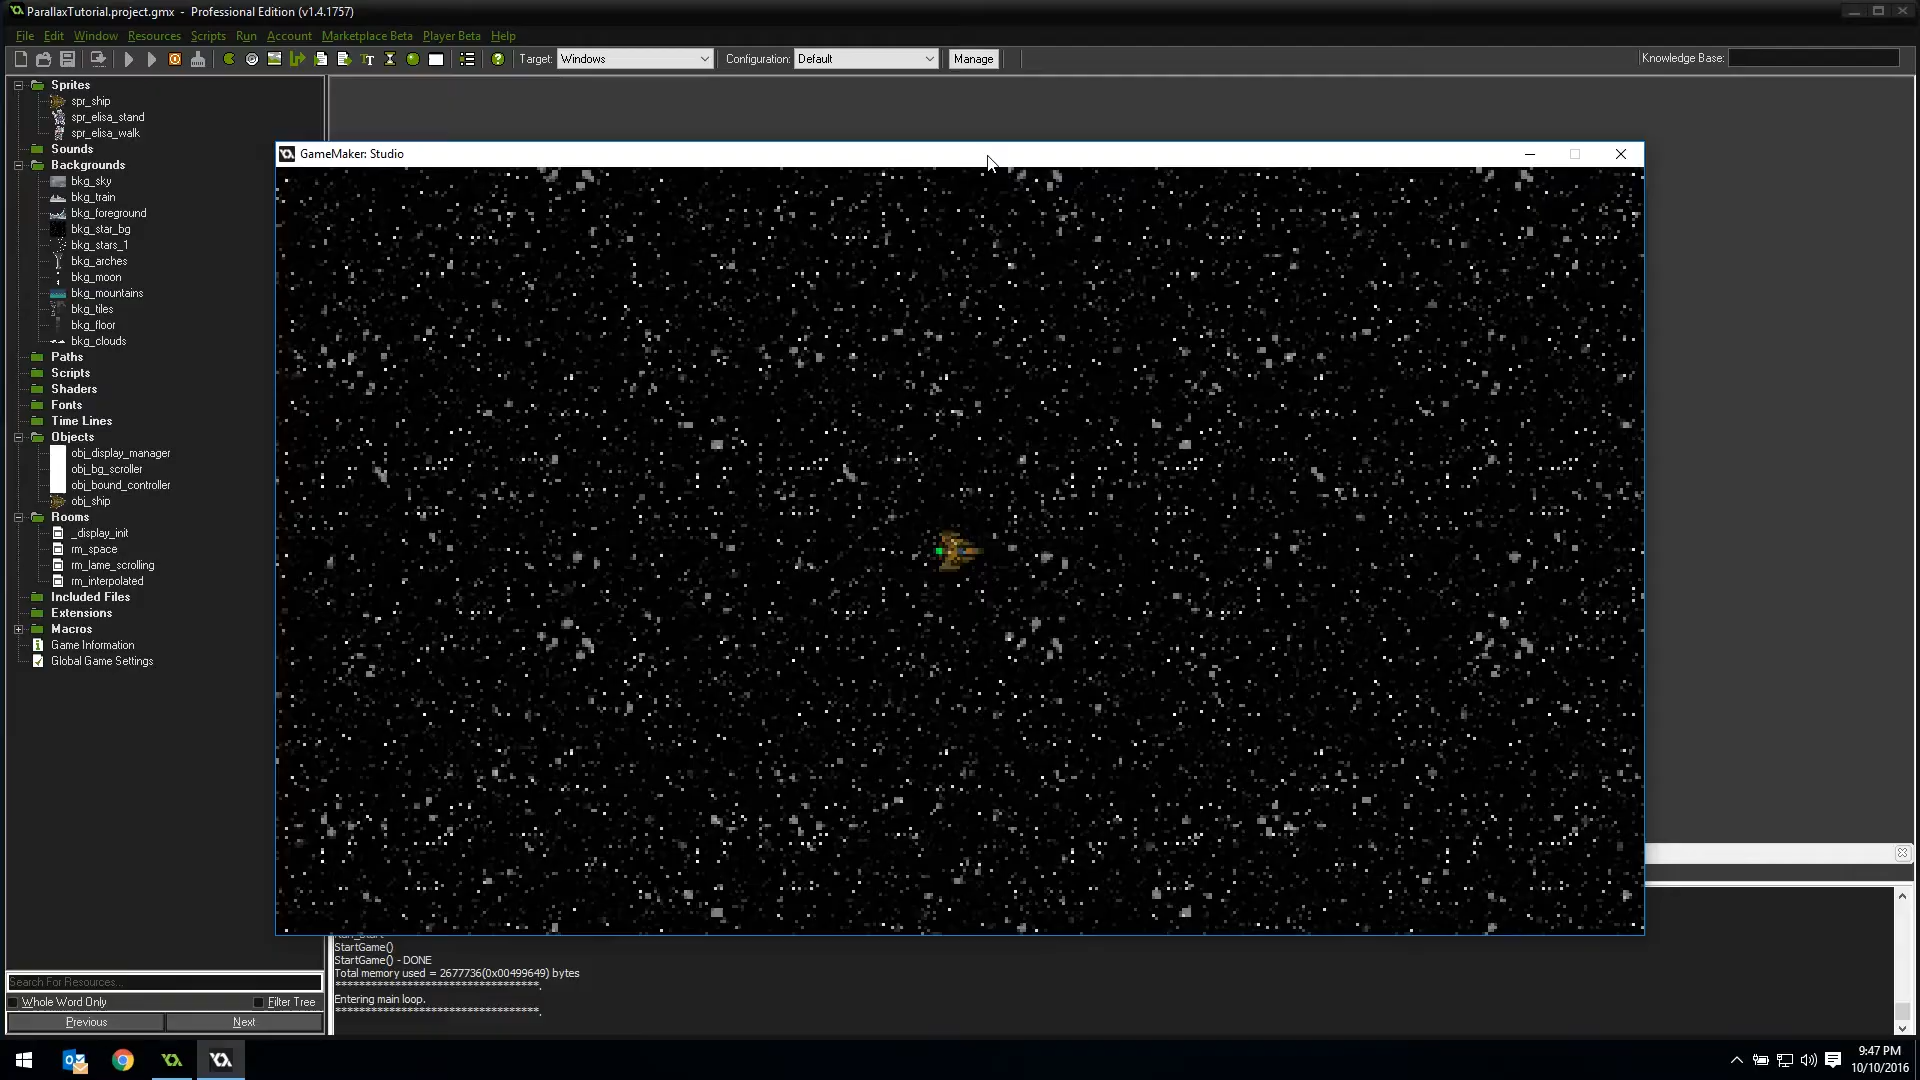 ParallaxTutorial.project.gmx - Professional Edition (v1.4.1757)
File Edit Window Resources Scripts Run Account Marketplace Beta Player Beta Help
Target: Windows Configuration: Default Manage Knowledge Base:
Sprites
spr_ship
spr_elisa_stand
spr_elisa_walk
Sounds
Backgrounds
bkg_sky
bkg_train
bkg_foreground
bkg_star_bg
bkg_stars_1
bkg_arches
bkg_moon
bkg_mountains
bkg_tiles
bkg_floor
bkg_clouds
Paths
Scripts
Shaders
Fonts
Time Lines
Objects
obj_display_manager
obj_bg_scroller
obj_bound_controller
obj_ship
Rooms
_display_init
rm_space
rm_lame_scrolling
rm_interpolated
Included Files
Extensions
Macros
Game Information
Global Game Settings
GameMaker: Studio
StartGame()
StartGame() - DONE
Total memory used = 2677736(0x00499649) bytes
***********************************.
Entering main loop.
***********************************.
Search For Resources...
Whole Word Only Filter Tree
Previous Next
9:47 PM
10/10/2016